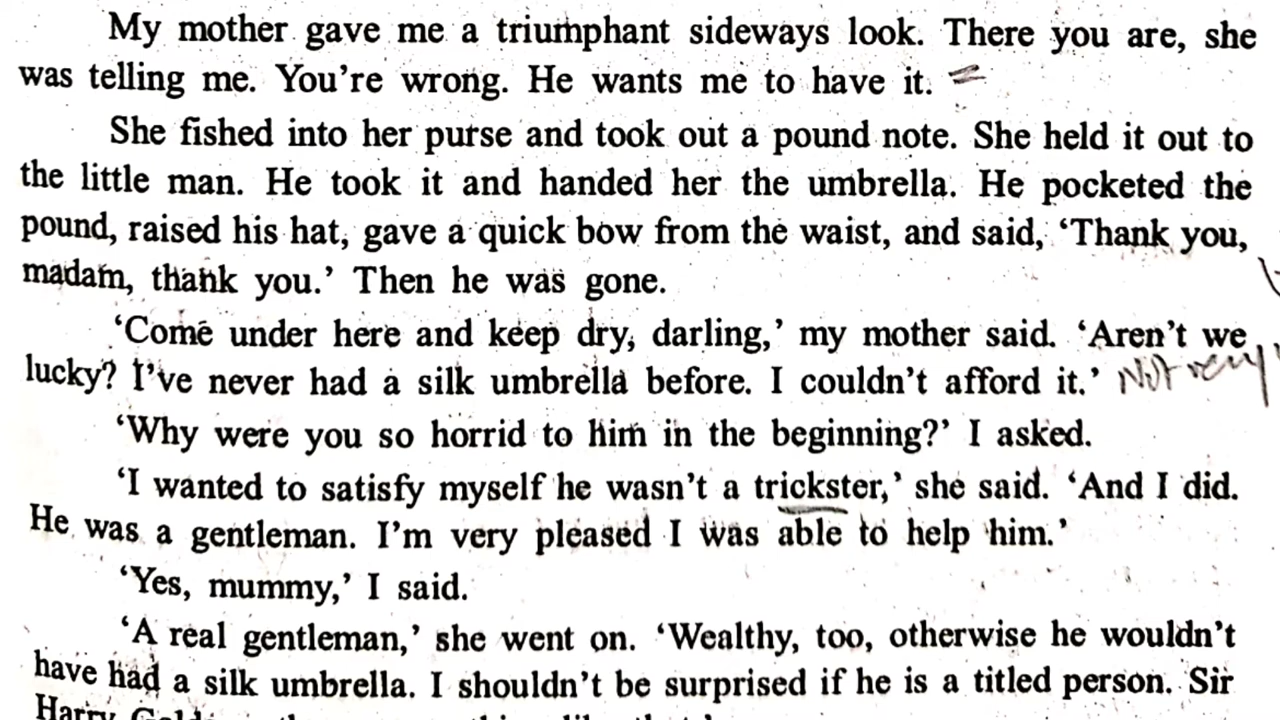 My mother gave me a triumphant sideways look. There you are, she
was telling me. You're wrong. He wants me to have it.
She fished into her purse and took out a pound note. She held it out to
the little man. He took it and handed her the umbrella. He pocketed the
pound, raised his hat, gave a quick bow from the waist, and said, ‘Thank you,
madam, thank you.’ Then he was gone.
‘Come under here and keep dry, darling,’ my mother said. ‘Aren't we
lucky? I've never had a silk umbrella before. I couldn't afford it.’ Not very
‘Why were you so horrid to him in the beginning?’ I asked.
‘I wanted to satisfy myself he wasn't a trickster,’ she said. ‘And I did.
He was a gentleman. I'm very pleased I was able to help him.’
‘Yes, mummy,’ I said.
‘A real gentleman,’ she went on. ‘Wealthy, too, otherwise he wouldn't
have had a silk umbrella. I shouldn't be surprised if he is a titled person. Sir
Harry